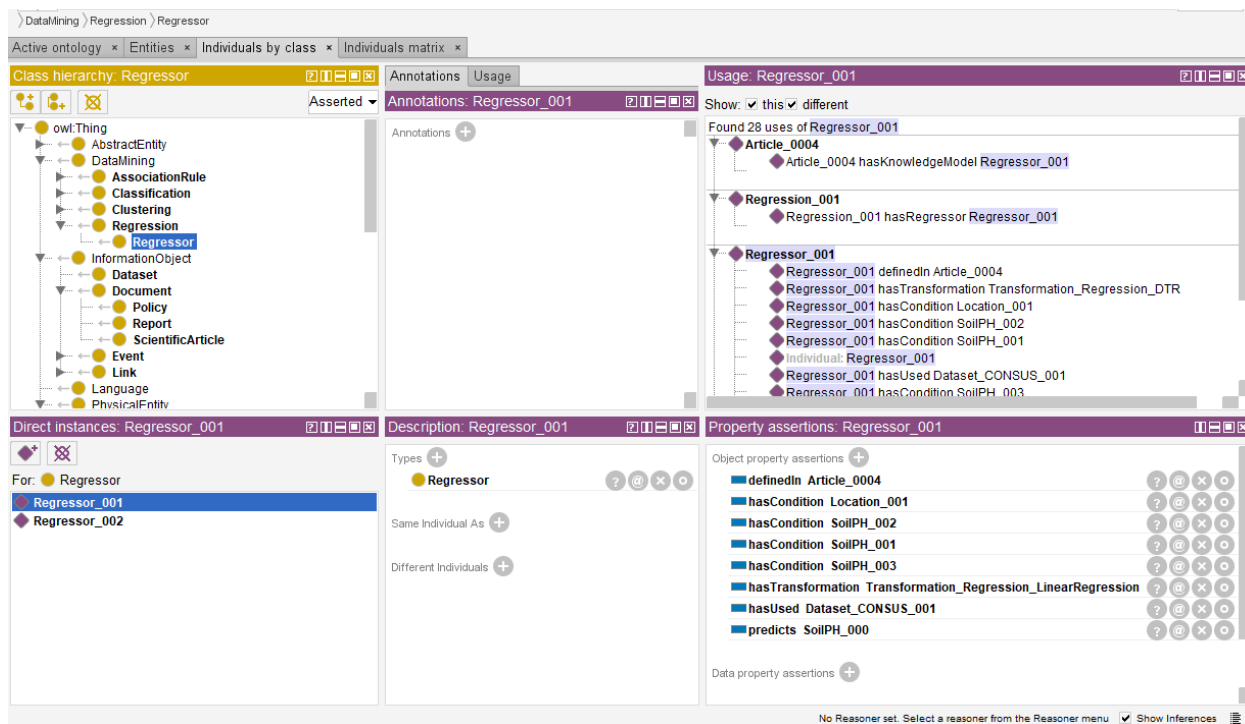 DataMining Regression Regressor
Active ontology × Entities × Individuals by class × Individuals matrix ×
Class hierarchy: Regressor
Asserted
owl:Thing
AbstractEntity
DataMining
AssociationRule
Classification
Clustering
Regression
Regressor
InformationObject
Dataset
Document
Policy
Report
ScientificArticle
Event
Link
Language
PhysicalEntity
Annotations Usage
Annotations: Regressor_001
Annotations
Usage: Regressor_001
Show: this different
Found 28 uses of Regressor_001
Article_0004
Article_0004 hasKnowledgeModel Regressor_001
Regression_001
Regression_001 hasRegressor Regressor_001
Regressor_001
Regressor_001 definedIn Article_0004
Regressor_001 hasTransformation Transformation_Regression_DTR
Regressor_001 hasCondition Location_001
Regressor_001 hasCondition SoilPH_002
Regressor_001 hasCondition SoilPH_001
Individual: Regressor_001
Regressor_001 hasUsed Dataset_CONSUS_001
Regressor_001 hasCondition SoilPH_003
Direct instances: Regressor_001
For: Regressor
Regressor_001
Regressor_002
Description: Regressor_001
Types
Regressor
Same Individual As
Different Individuals
Property assertions: Regressor_001
Object property assertions
definedIn Article_0004
hasCondition Location_001
hasCondition SoilPH_002
hasCondition SoilPH_001
hasCondition SoilPH_003
hasTransformation Transformation_Regression_LinearRegression
hasUsed Dataset_CONSUS_001
predicts SoilPH_000
Data property assertions
No Reasoner set. Select a reasoner from the Reasoner menu Show Inferences